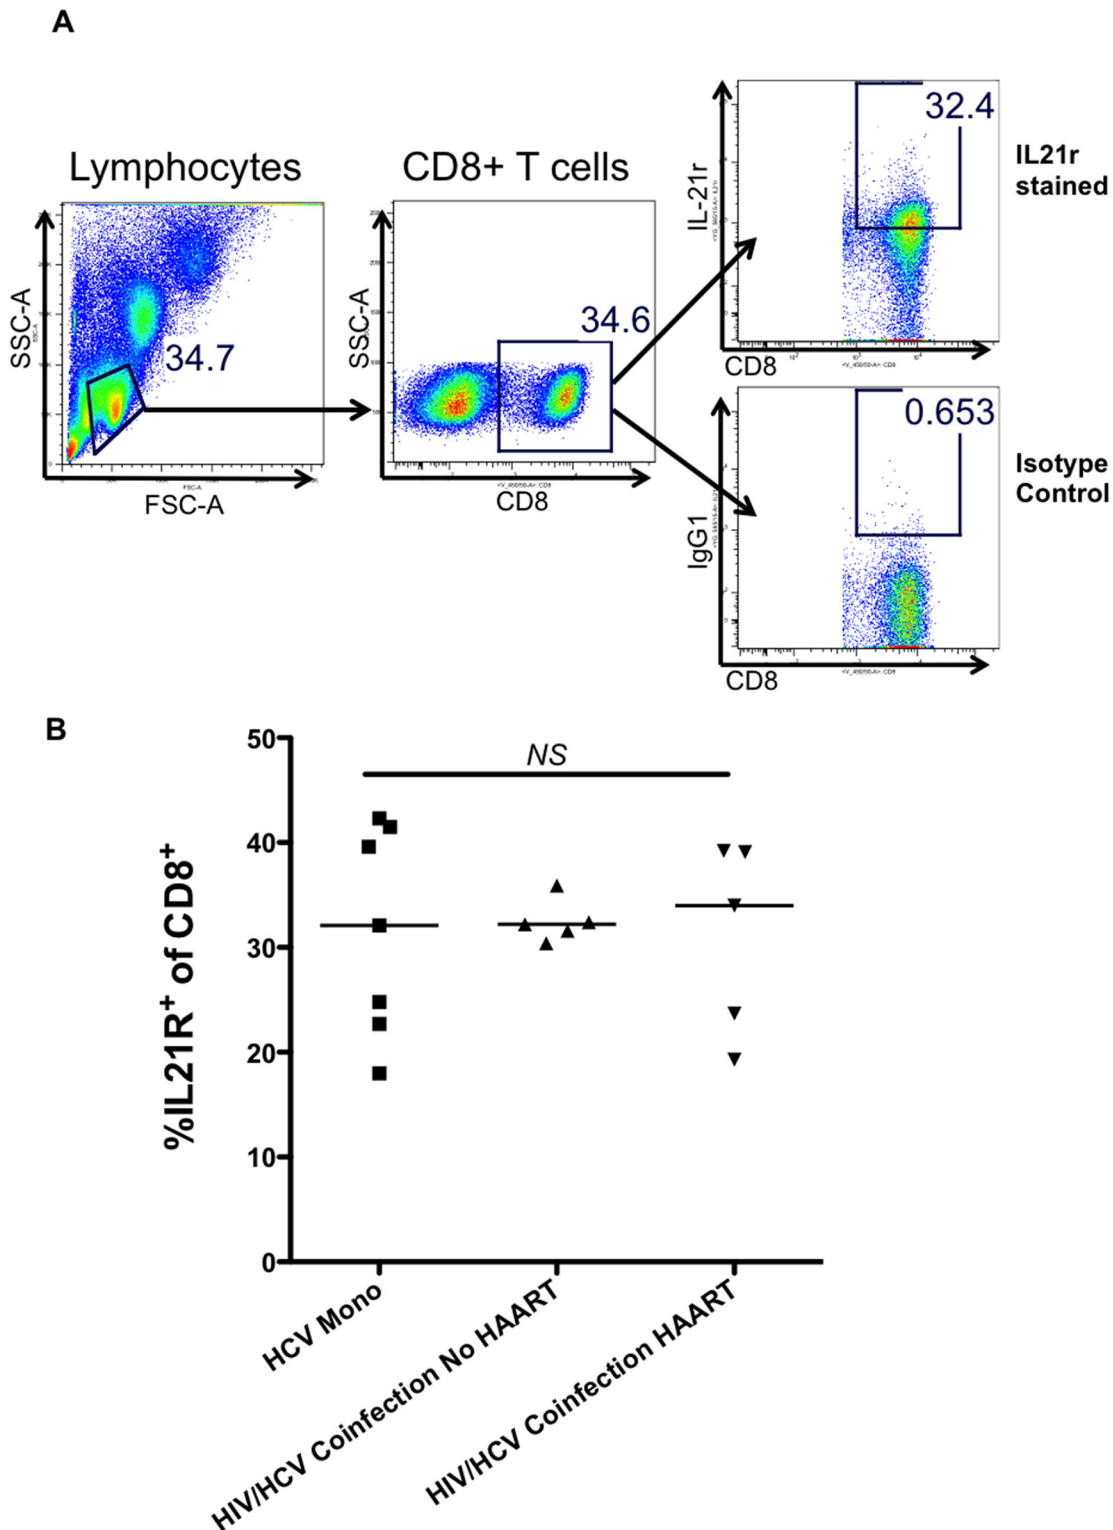 A
Lymphocytes
CD8+ T cells
SSC-A
34.7
FSC-A
SSC-A
34.6
CD8
IL-21r
32.4
IL21r
stained
CD8
IgG1
0.653
Isotype
Control
CD8
B
50
40
30
20
10
0
NS
%IL21R+ of CD8+
HCV Mono
HIV/HCV Coinfection No HAART
HIV/HCV Coinfection HAART